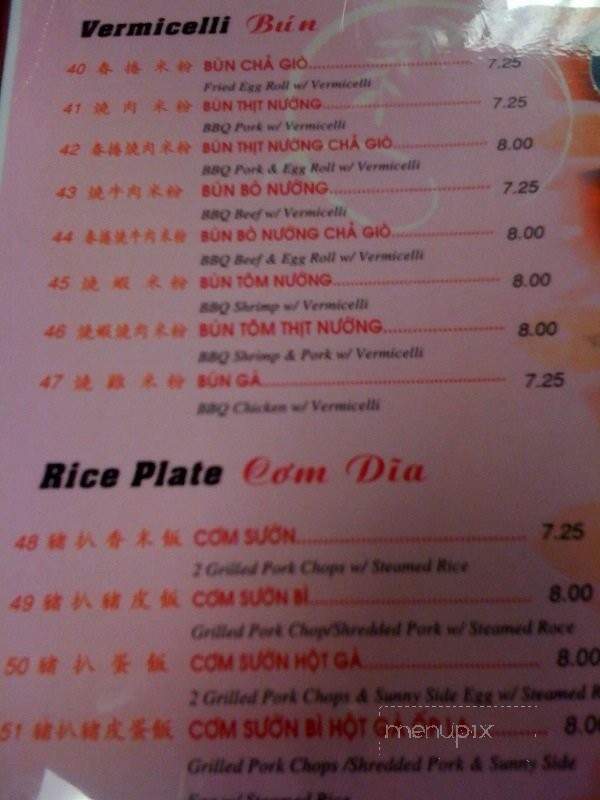 Vermicelli Bún
40 春捲米粉 BÚN CHẢ GIÒ 7.25
Fried Egg Roll w/ Vermicelli
41 燒肉米粉 BÚN THỊT NƯỚNG 7.25
BBQ Pork w/ Vermicelli
42 春捲燒肉米粉 BÚN THỊT NƯỚNG CHẢ GIÒ 8.00
BBQ Pork & Egg Roll w/ Vermicelli
43 燒牛肉米粉 BÚN BÒ NƯỚNG 7.25
BBQ Beef w/ Vermicelli
44 春捲燒牛肉米粉 BÚN BÒ NƯỚNG CHẢ GIÒ 8.00
BBQ Beef & Egg Roll w/ Vermicelli
45 燒蝦米粉 BÚN TÔM NƯỚNG 8.00
BBQ Shrimp w/ Vermicelli
46 燒蝦燒肉米粉 BÚN TÔM THỊT NƯỚNG 8.00
BBQ Shrimp & Pork w/ Vermicelli
47 燒雞米粉 BÚN GÀ 7.25
BBQ Chicken w/ Vermicelli
Rice Plate Cơm Dĩa
48 豬扒香米飯 CƠM SƯỜN 7.25
2 Grilled Pork Chops w/ Steamed Rice
49 豬扒豬皮飯 CƠM SƯỜN BÌ 8.00
Grilled Pork Chop/Shredded Pork w/ Steamed Roce
50 豬扒蛋飯 CƠM SƯỜN HỘT GÀ 8.00
2 Grilled Pork Chops & Sunny Side Egg w/ Steamed
51 豬扒豬皮蛋飯 CƠM SƯỜN BÌ HỘT 8.0
menupix
Grilled Pork Chops /Shredded Pork & Sunny Side
Steamed Rice